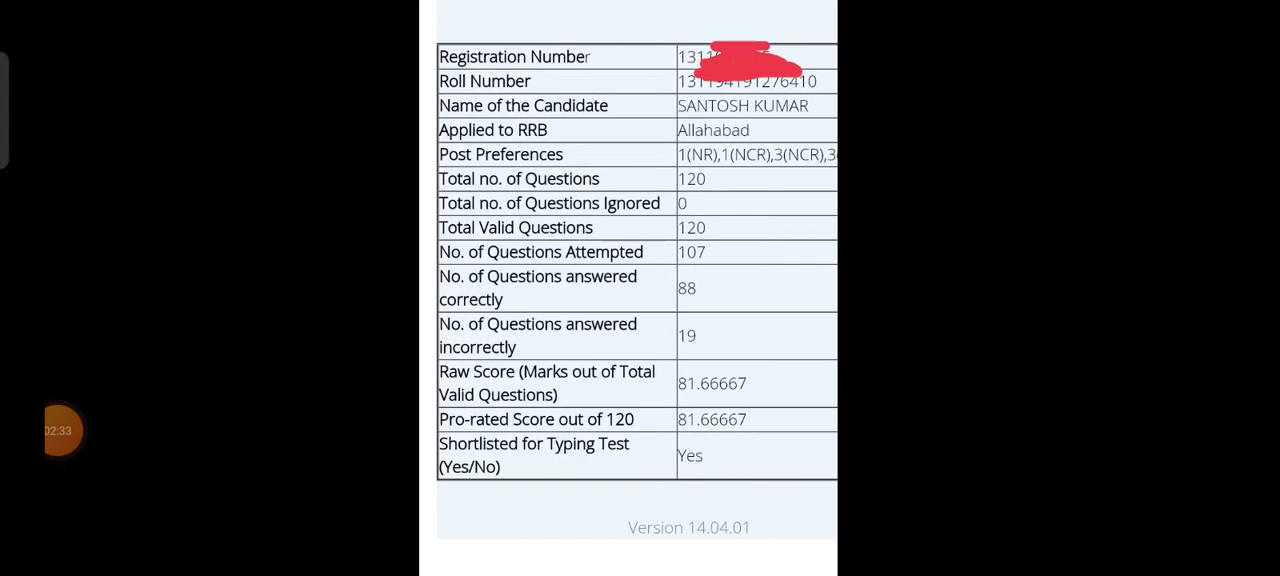 Registration Number
Roll Number 131194191276410
Name of the Candidate SANTOSH KUMAR
Applied to RRB Allahabad
Post Preferences 1(NR),1(NCR),3(NCR),3
Total no. of Questions 120
Total no. of Questions Ignored 0
Total Valid Questions 120
No. of Questions Attempted 107
No. of Questions answered
correctly 88
No. of Questions answered
incorrectly 19
Raw Score (Marks out of Total
Valid Questions) 81.66667
Pro-rated Score out of 120 81.66667
Shortlisted for Typing Test
(Yes/No) Yes
02:33
Version 14.04.01